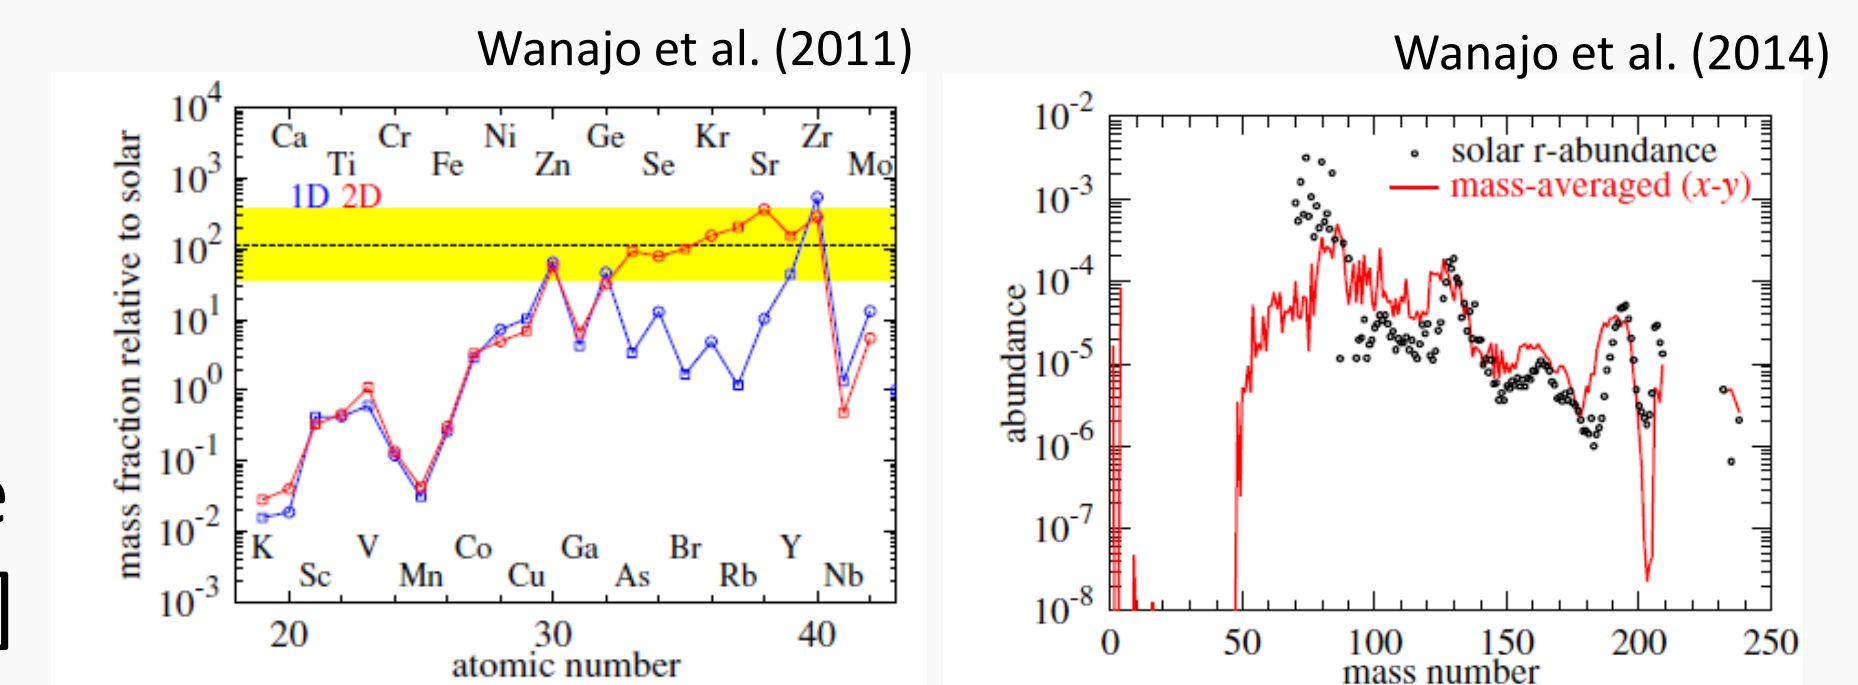 Wanajo et al. (2011)
Wanajo et al. (2014)
e
]
mass fraction relative to solar
10^4
10^3
10^2
10^1
10^0
10^-1
10^-2
10^-3
Ca Cr Ni Ge Kr Zr
Ti Fe Zn Se Sr Mo
1D 2D
K V Co Ga Br Y
Sc Mn Cu As Rb Nb
20 30 40
atomic number
abundance
10^-2
10^-3
10^-4
10^-5
10^-6
10^-7
10^-8
solar r-abundance
mass-averaged (x-y)
0 50 100 150 200 250
mass number